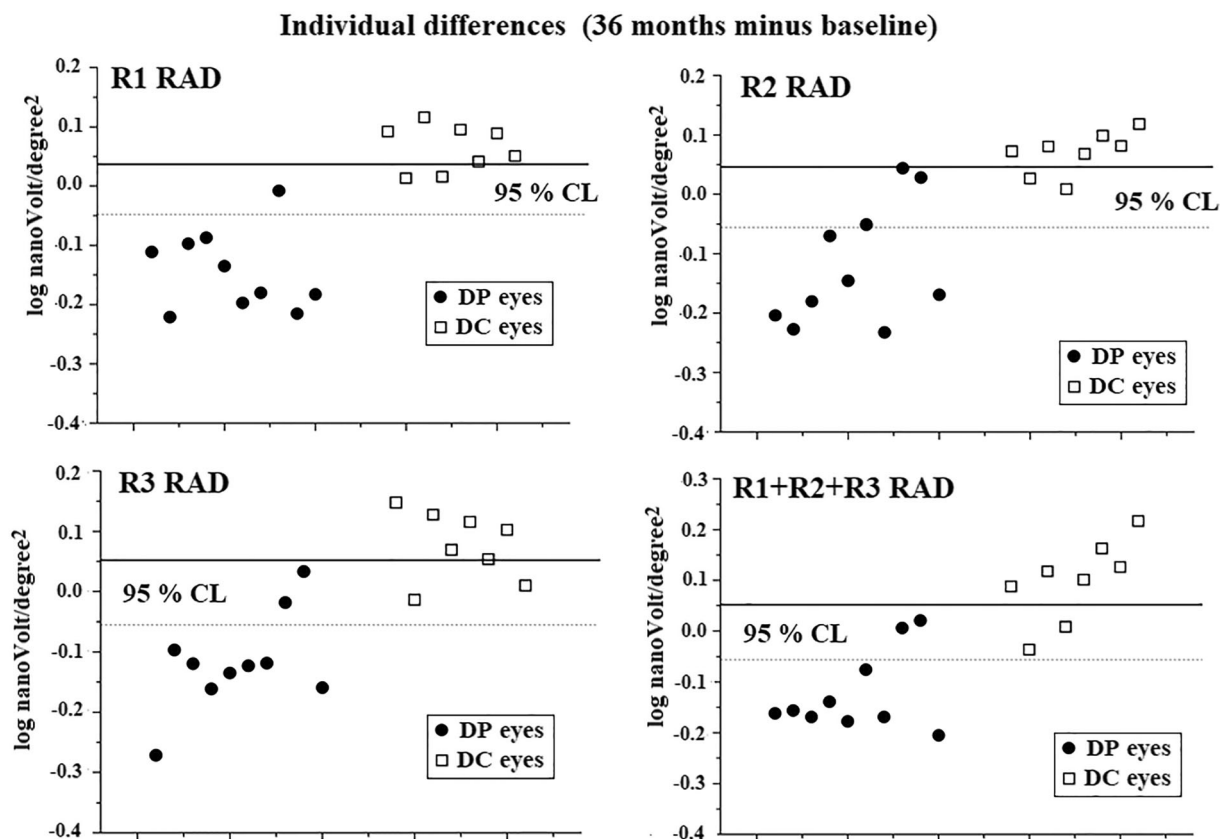 Individual differences (36 months minus baseline)
R1 RAD
log nanoVolt/degree2
0.2
0.1
0.0
-0.1
-0.2
-0.3
-0.4
95 % CL
DP eyes
DC eyes
R2 RAD
log nanoVolt/degree2
0.2
0.1
0.0
-0.1
-0.2
-0.3
-0.4
95 % CL
DP eyes
DC eyes
R3 RAD
log nanoVolt/degree2
0.2
0.1
0.0
-0.1
-0.2
-0.3
-0.4
95 % CL
DP eyes
DC eyes
R1+R2+R3 RAD
log nanoVolt/degree2
0.3
0.2
0.1
0.0
-0.1
-0.2
-0.3
-0.4
95 % CL
DP eyes
DC eyes